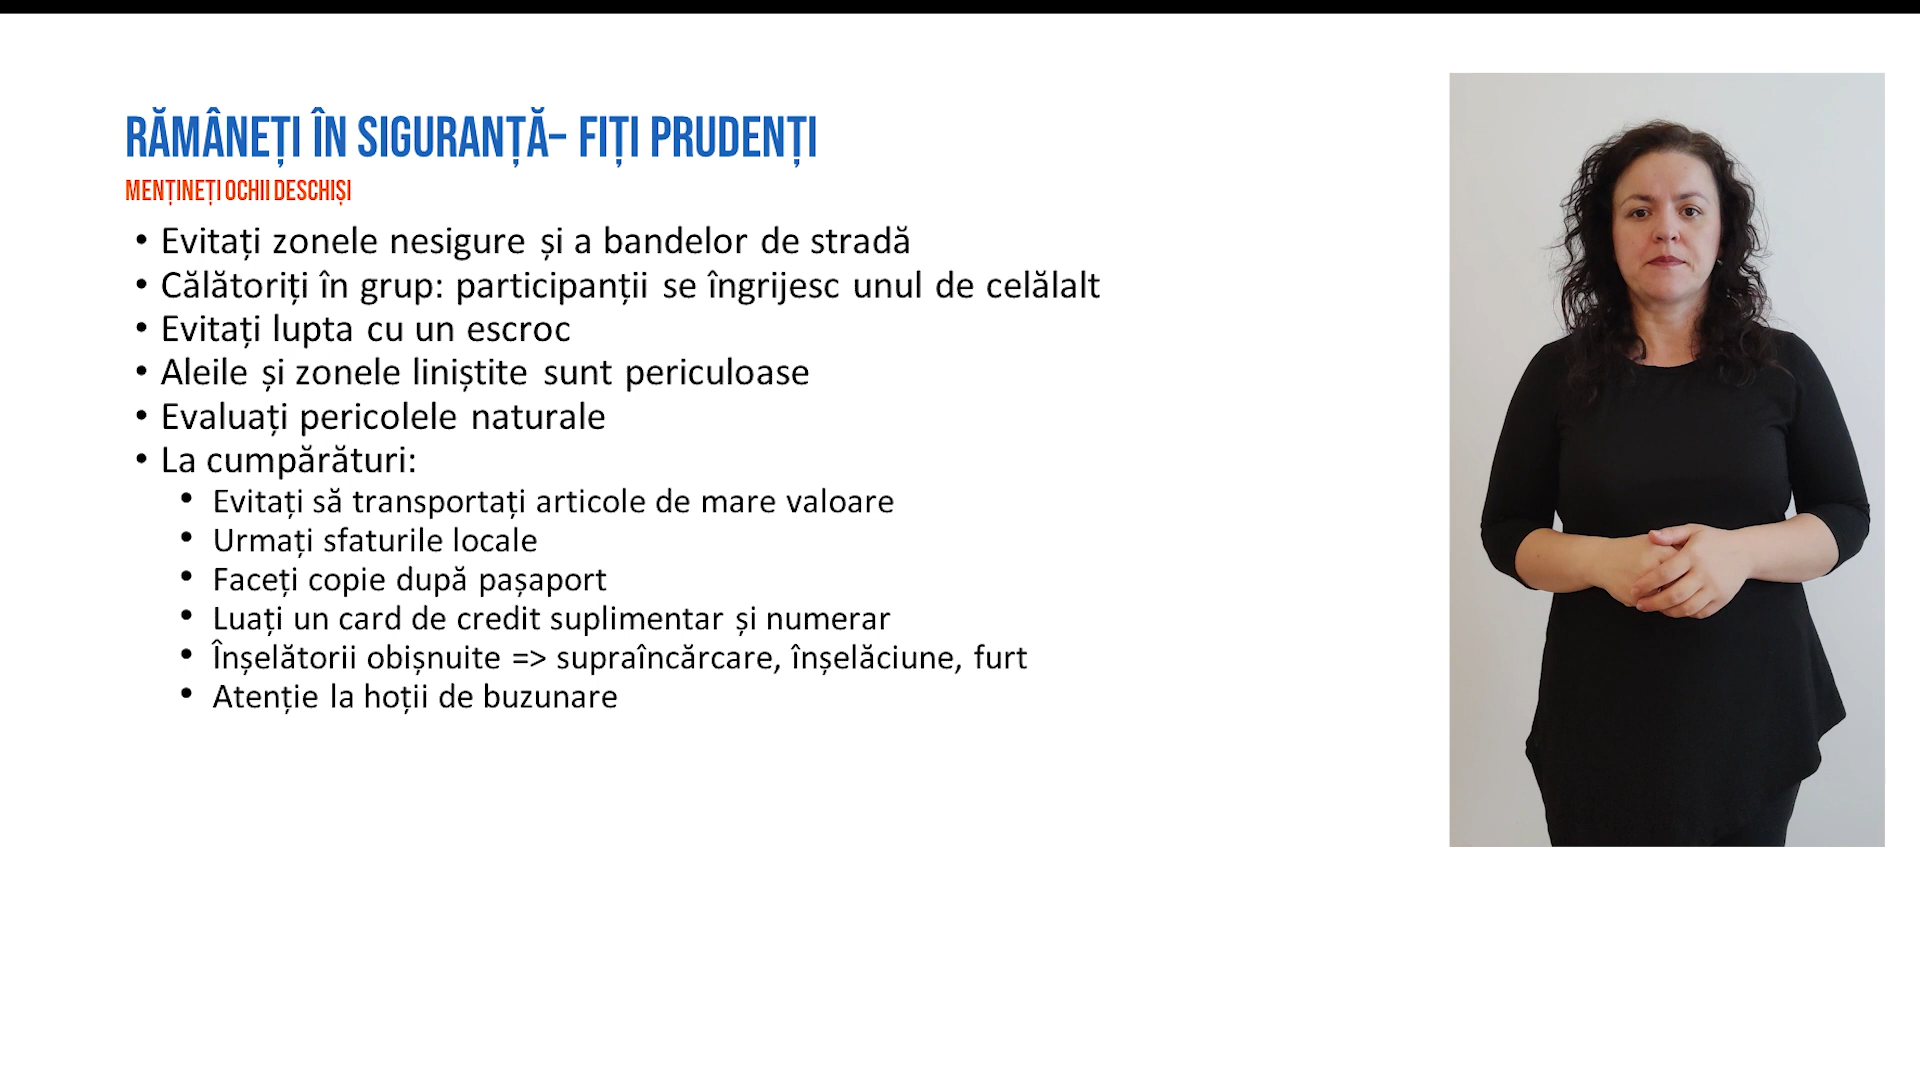 RĂMÂNEȚI ÎN SIGURANȚĂ– FIȚI PRUDENȚI
MENȚINEȚI OCHII DESCHIȘI
• Evitați zonele nesigure și a bandelor de stradă
• Călătoriți în grup: participanții se îngrijesc unul de celălalt
• Evitați lupta cu un escroc
• Aleile și zonele liniștite sunt periculoase
• Evaluați pericolele naturale
• La cumpărături:
• Evitați să transportați articole de mare valoare
• Urmați sfaturile locale
• Faceți copie după pașaport
• Luați un card de credit suplimentar și numerar
• Înșelătorii obișnuite => supraîncărcare, înșelăciune, furt
• Atenție la hoții de buzunare